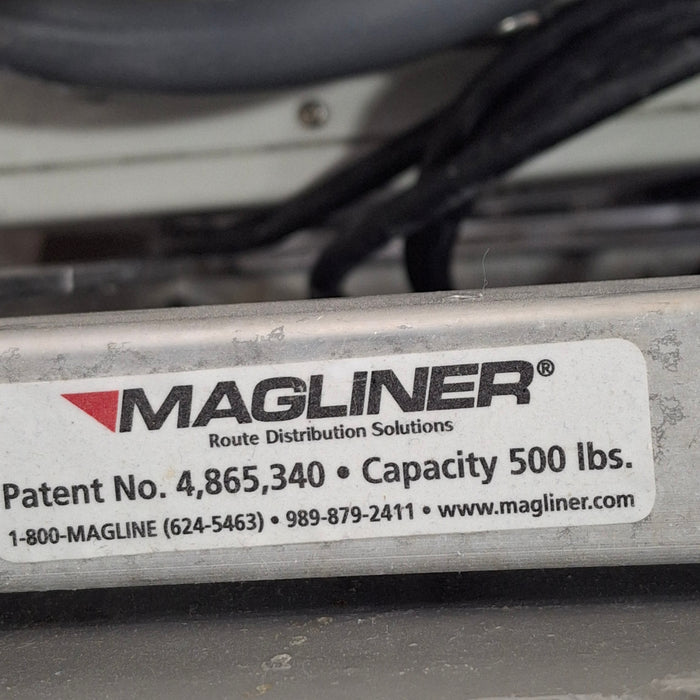 MAGLINER®
Route Distribution Solutions
Patent No. 4,865,340 • Capacity 500 lbs.
1-800-MAGLINE (624-5463) • 989-879-2411 • www.magliner.com